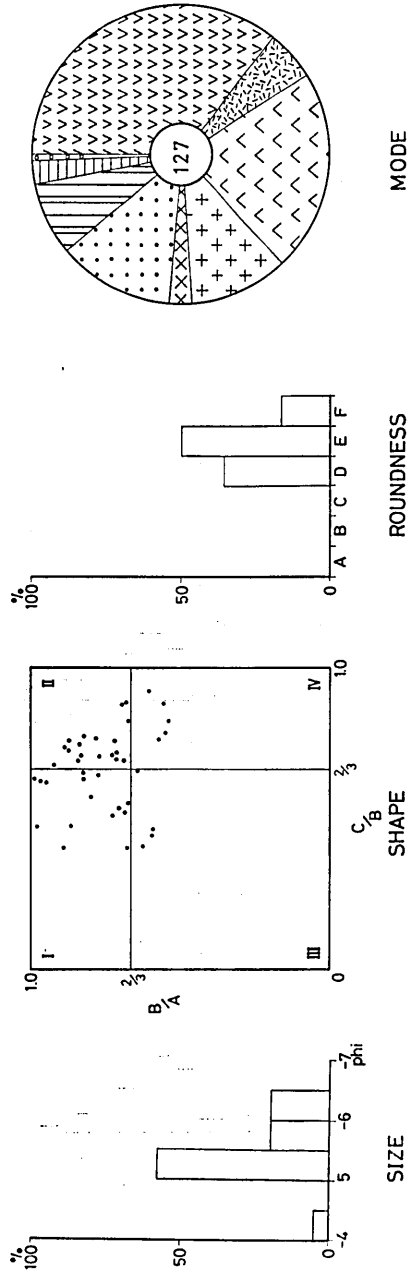 %
100
50
0
-4
5
-6
-7
phi
SIZE
1.0
2/3
0
B/A
I
II
III
IV
2/3
1.0
C/B
SHAPE
%
100
50
0
A B C D E F
ROUNDNESS
127
MODE